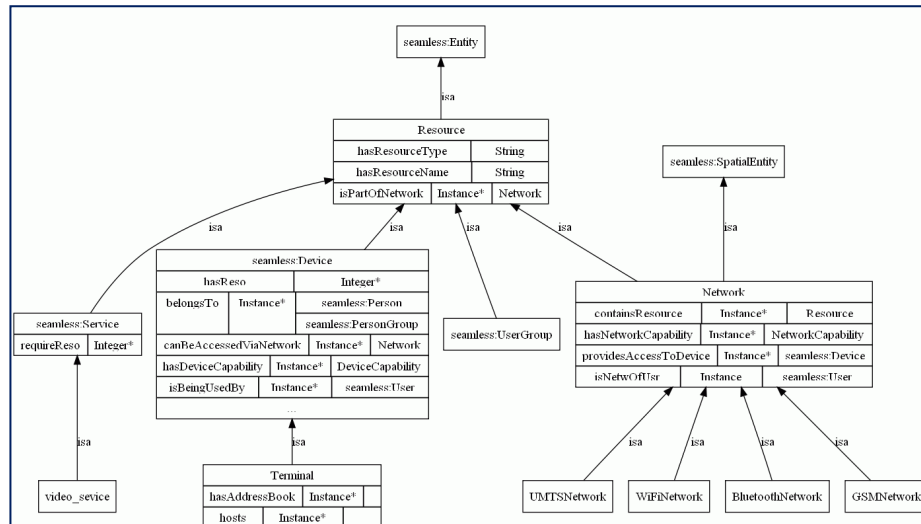 seamless:Entity
isa
Resource
hasResourceType String
hasResourceName String
isPartOfNetwork Instance* Network
seamless:SpatialEntity
isa
isa
isa
isa
isa
seamless:Device
hasReso Integer*
belongsTo Instance* seamless:Person
seamless:PersonGroup
canBeAccessedViaNetwork Instance* Network
hasDeviceCapability Instance* DeviceCapability
isBeingUsedBy Instance* seamless:User
...
seamless:Service
requireReso Integer*
seamless:UserGroup
Network
containsResource Instance* Resource
hasNetworkCapability Instance* NetworkCapability
providesAccessToDevice Instance* seamless:Device
isNetwOfUsr Instance seamless:User
isa
isa
isa
isa
isa
isa
video_sevice
Terminal
hasAddressBook Instance*
hosts Instance*
UMTSNetwork
WiFiNetwork
BluetoothNetwork
GSMNetwork